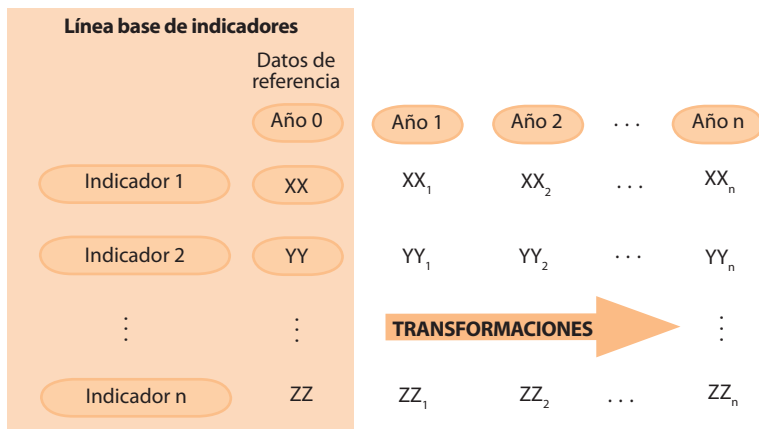 Línea base de indicadores
Datos de
referencia
Año 0 Año 1 Año 2 . . . Año n
Indicador 1 XX XX₁ XX₂ . . . XXₙ
Indicador 2 YY YY₁ YY₂ . . . YYₙ
⋮ ⋮ TRANSFORMACIONES ⋮
Indicador n ZZ ZZ₁ ZZ₂ . . . ZZₙ